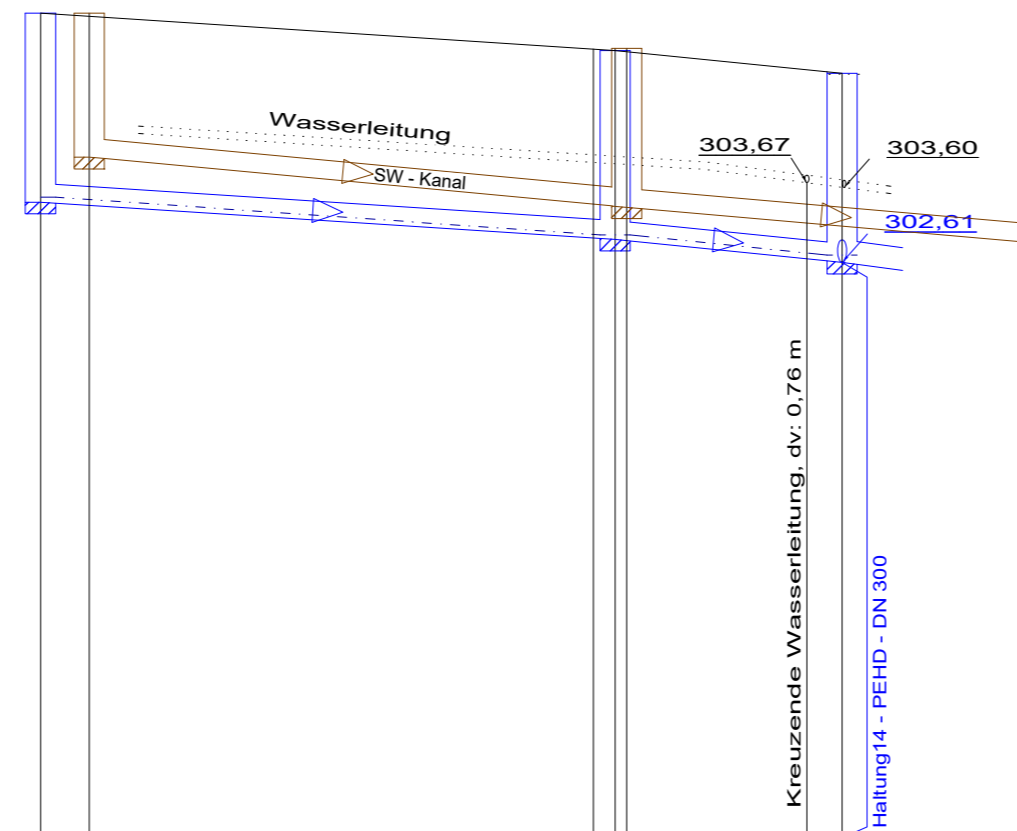 Wasserleitung
SW - Kanal
303,67
303,60
302,61
Kreuzende Wasserleitung, dv: 0,76 m
Haltung14 - PEHD - DN 300